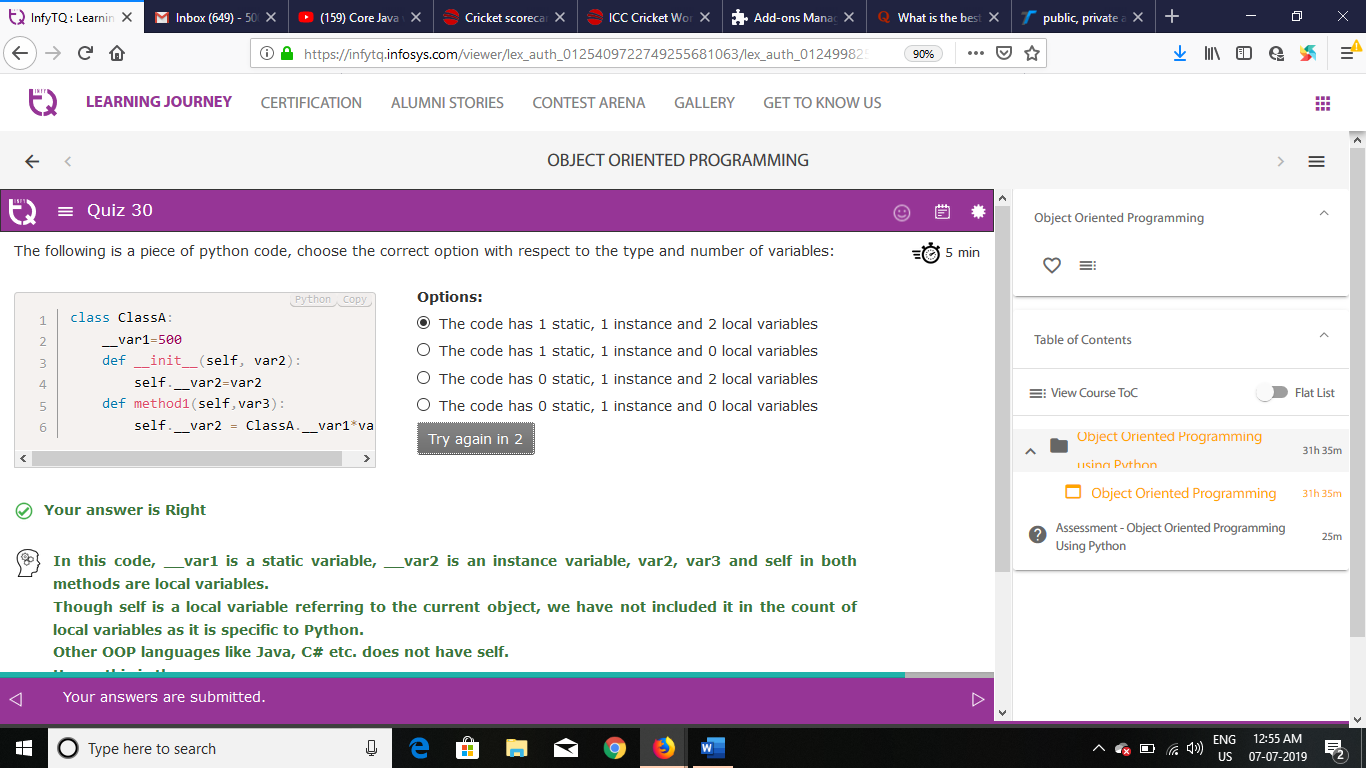 InfyTQ : Learnin
Inbox (649) - 50
(159) Core Java
Cricket scoreca
ICC Cricket Wor
Add-ons Mana
What is the best
public, private a
https://infytq.infosys.com/viewer/lex_auth_0125409722749255681063/lex_auth_01249982
90%
LEARNING JOURNEY
CERTIFICATION
ALUMNI STORIES
CONTEST ARENA
GALLERY
GET TO KNOW US
OBJECT ORIENTED PROGRAMMING
Quiz 30
The following is a piece of python code, choose the correct option with respect to the type and number of variables:
5 min
Python Copy
1 class ClassA:
2 __var1=500
3 def __init__(self, var2):
4 self.__var2=var2
5 def method1(self,var3):
6 self.__var2 = ClassA.__var1*va
Options:
The code has 1 static, 1 instance and 2 local variables
The code has 1 static, 1 instance and 0 local variables
The code has 0 static, 1 instance and 2 local variables
The code has 0 static, 1 instance and 0 local variables
Try again in 2
Your answer is Right
In this code, __var1 is a static variable, __var2 is an instance variable, var2, var3 and self in both
methods are local variables.
Though self is a local variable referring to the current object, we have not included it in the count of
local variables as it is specific to Python.
Other OOP languages like Java, C# etc. does not have self.
Your answers are submitted.
Object Oriented Programming
Table of Contents
View Course ToC
Flat List
Object Oriented Programming
using Python
31h 35m
Object Oriented Programming
31h 35m
Assessment - Object Oriented Programming
Using Python
25m
Type here to search
ENG
US
12:55 AM
07-07-2019
2